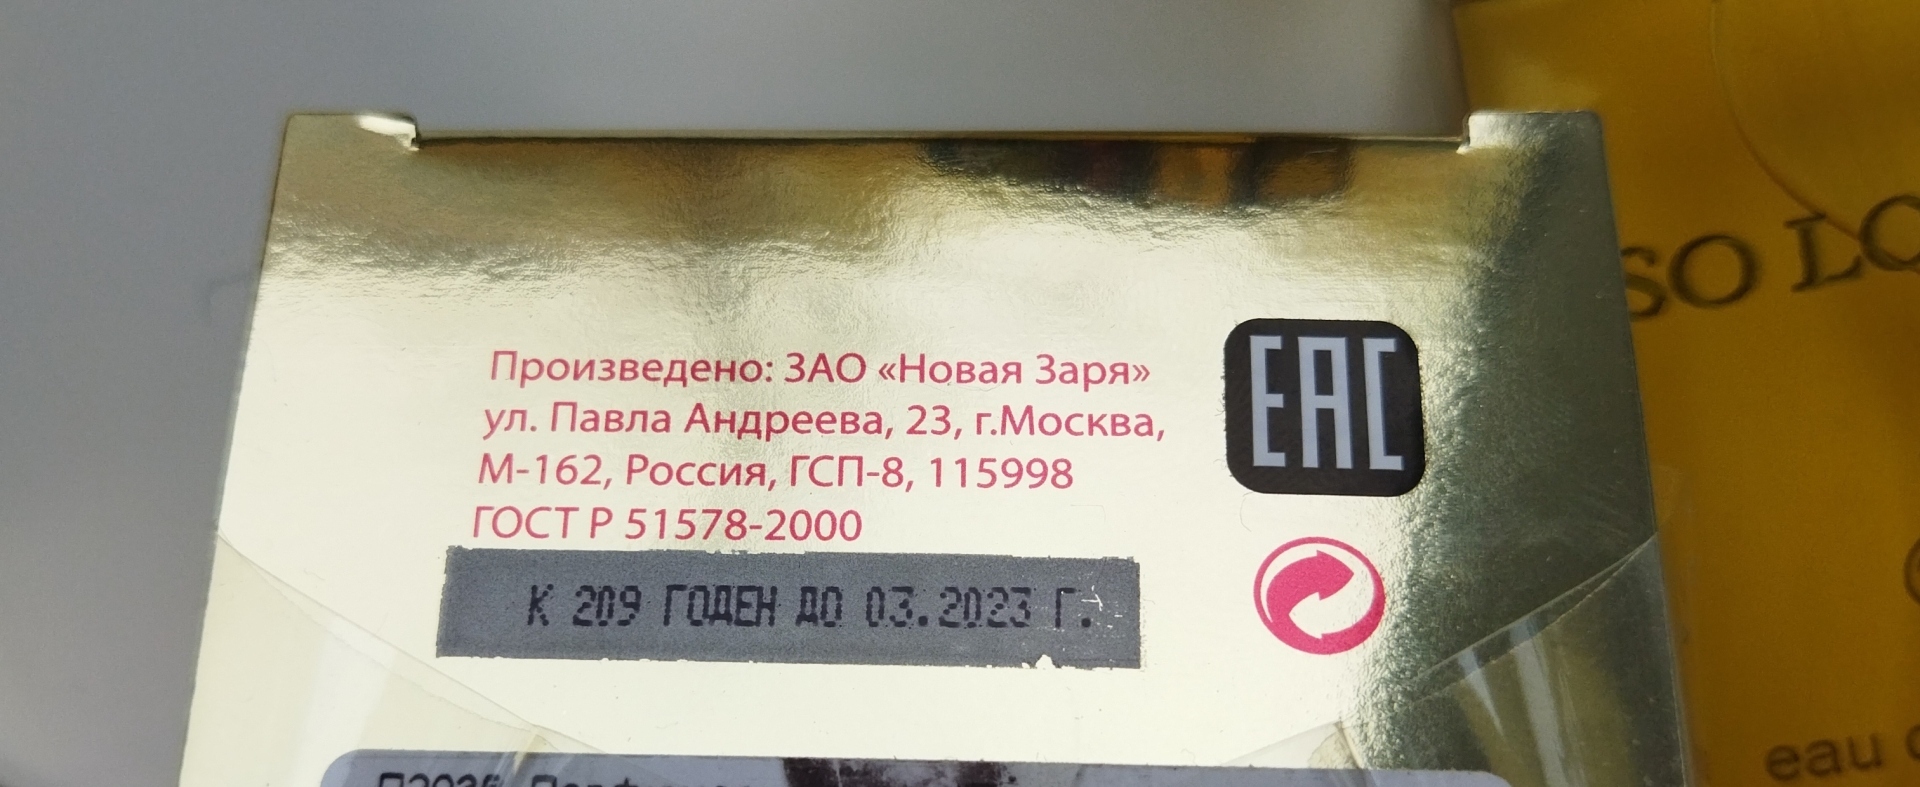 Произведено: ЗАО «Новая Заря»
ул. Павла Андреева, 23, г.Москва,
М-162, Россия, ГСП-8, 115998
ГОСТ Р 51578-2000
К 209 ГОДЕН ДО 03.2023 Г.
EAC
SO LO
eau